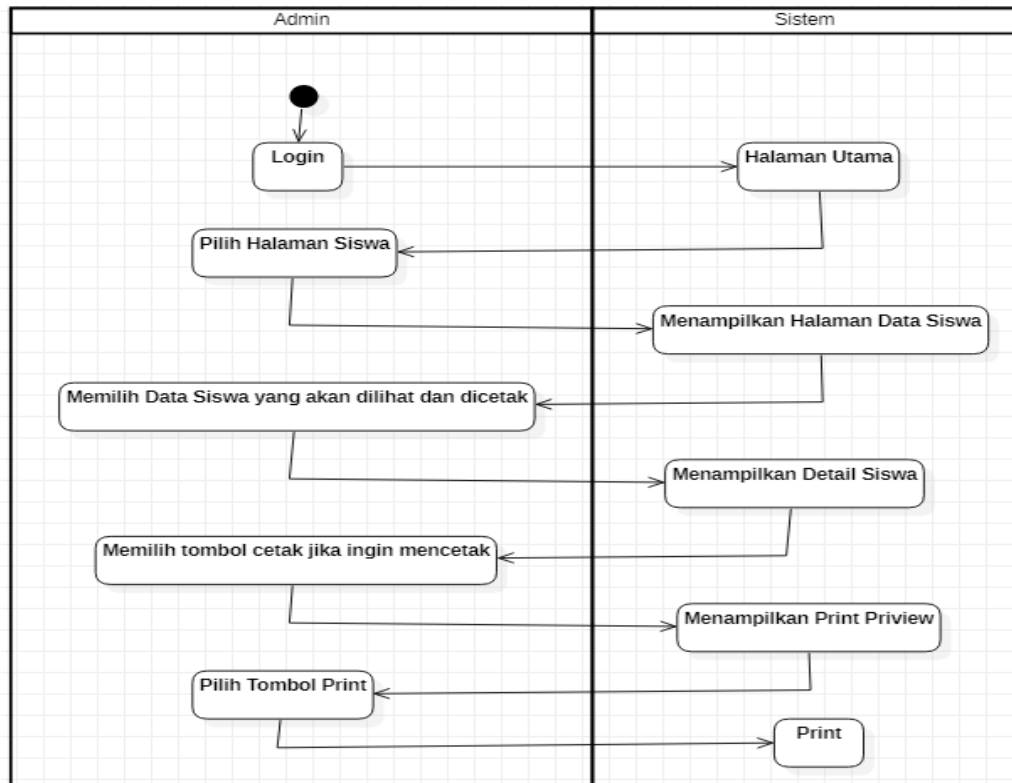 Admin
Sistem
Login
Halaman Utama
Pilih Halaman Siswa
Menampilkan Halaman Data Siswa
Memilih Data Siswa yang akan dilihat dan dicetak
Menampilkan Detail Siswa
Memilih tombol cetak jika ingin mencetak
Menampilkan Print Priview
Pilih Tombol Print
Print